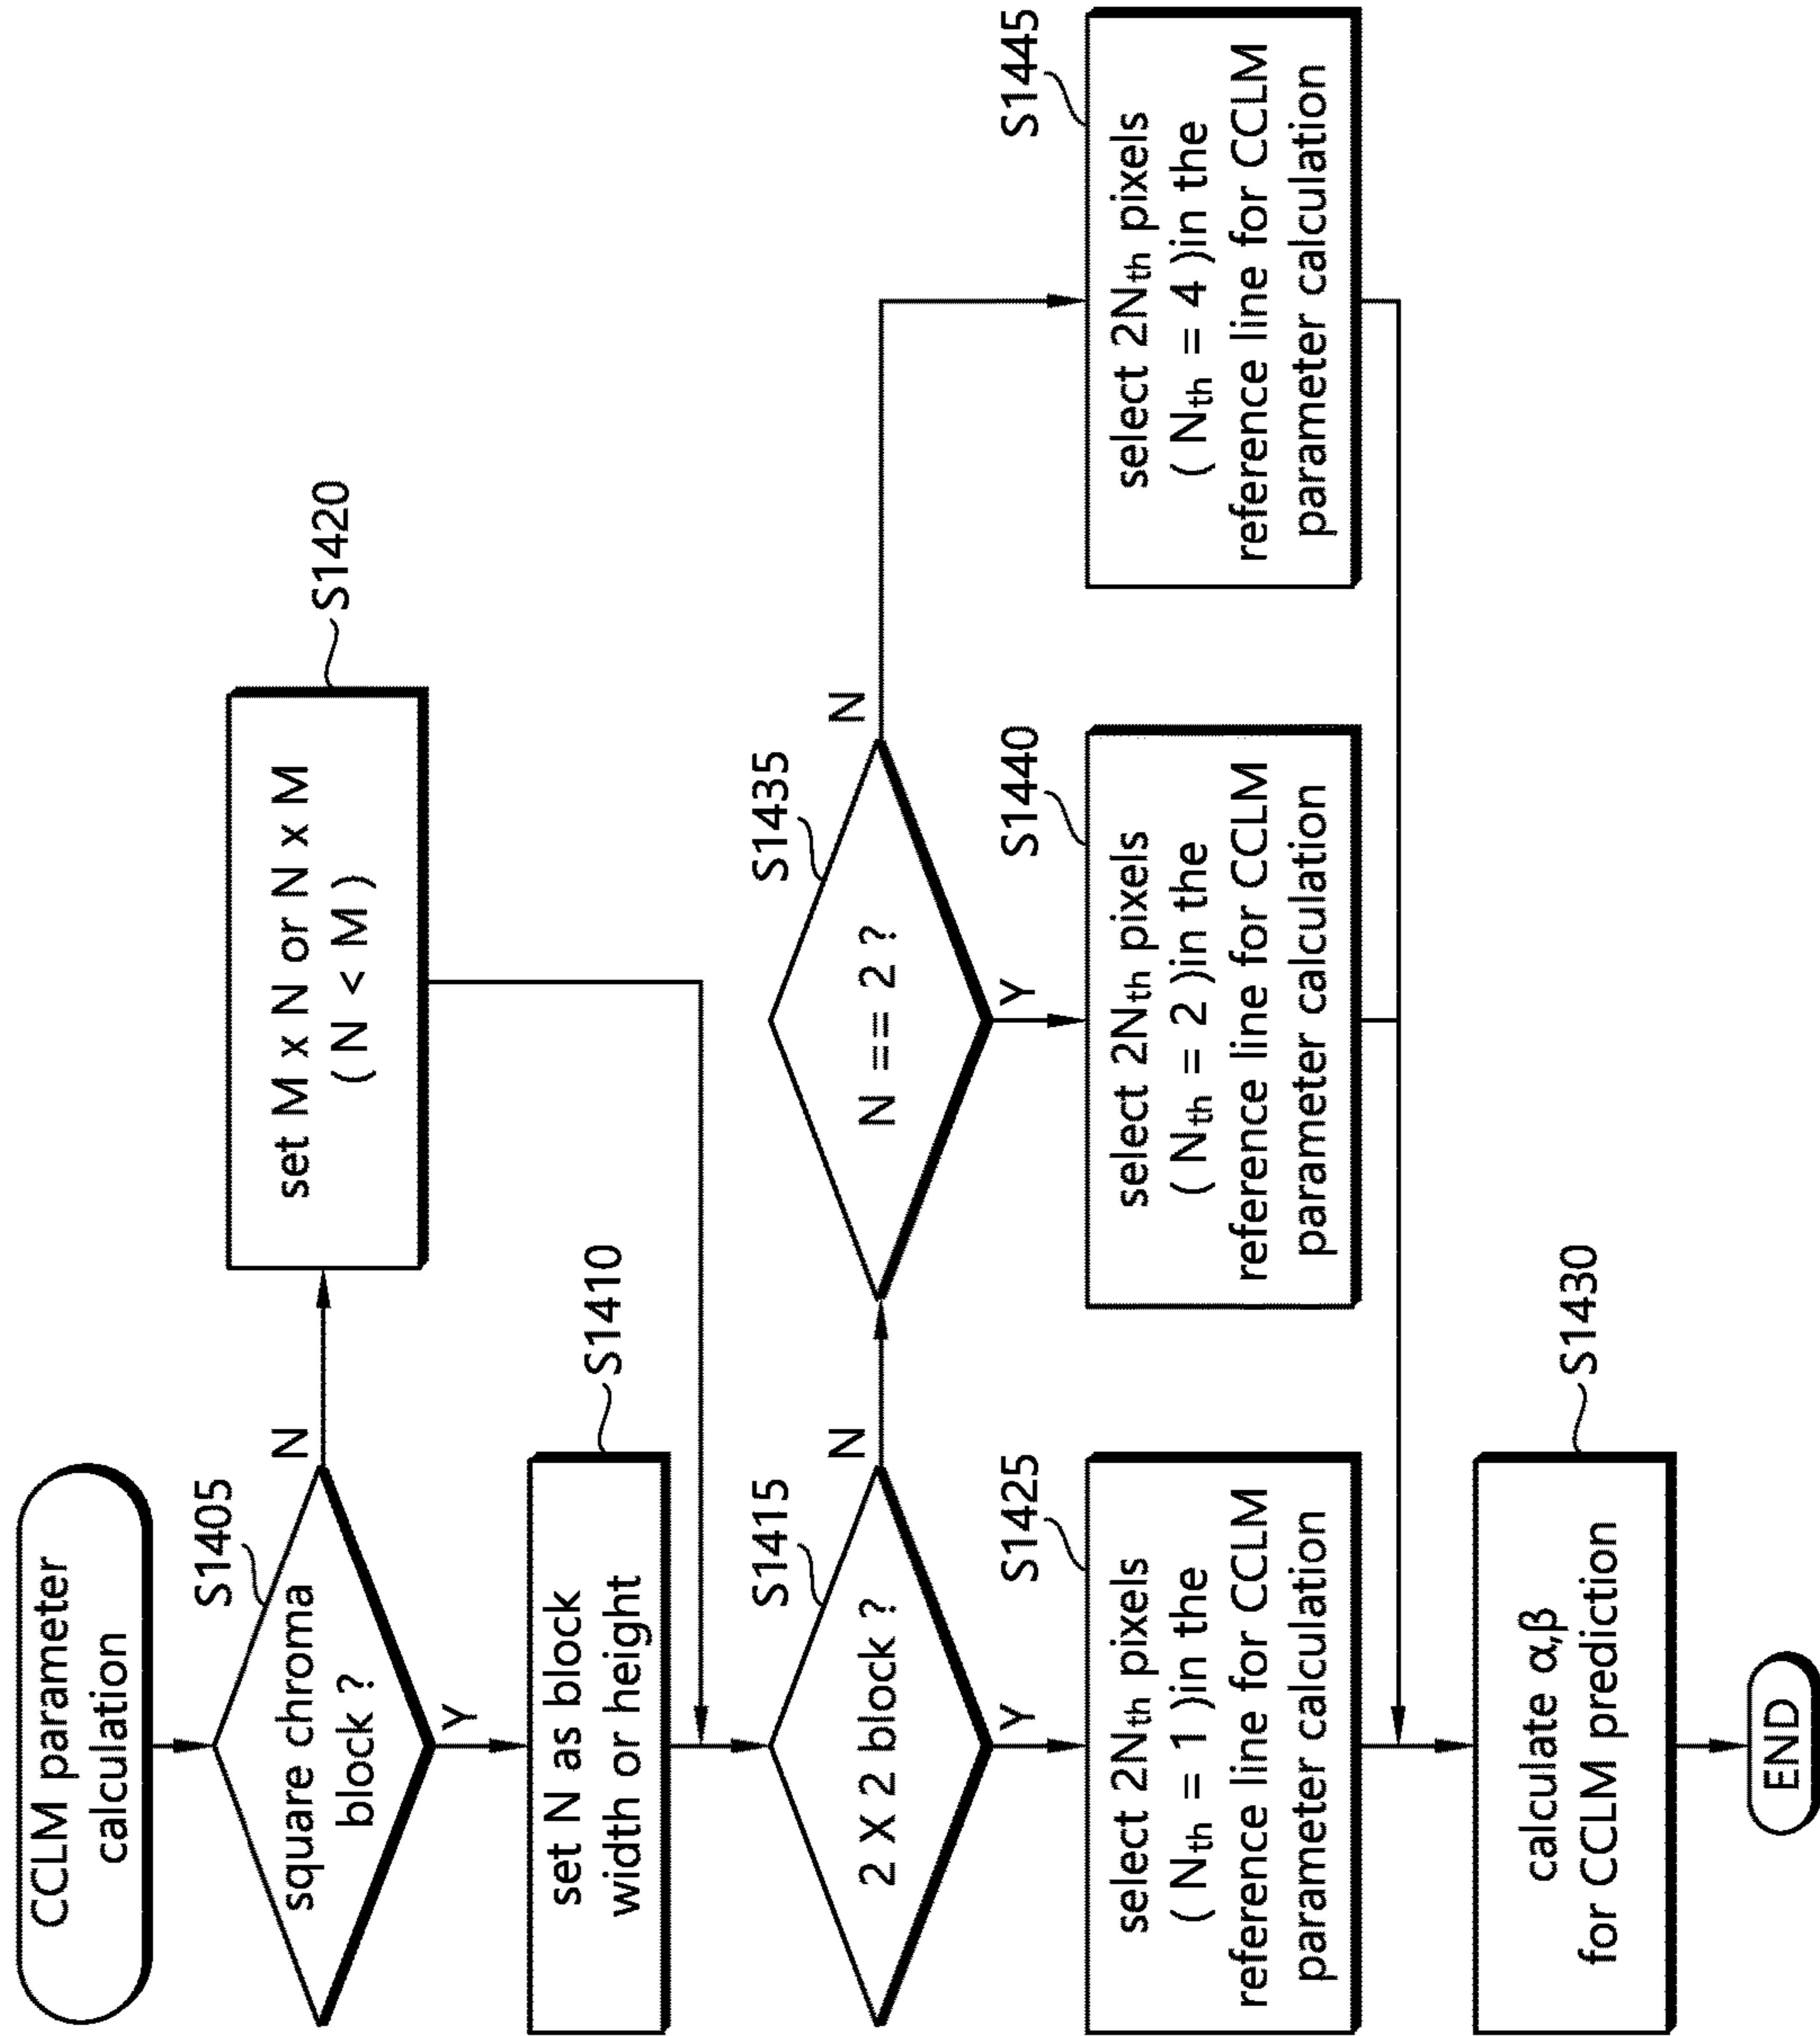 CCLM parameter
calculation
S1405
square chroma
block ?
N
Y
S1420
set M x N or N x M
( N < M )
S1410
set N as block
width or height
S1415
2 X 2 block ?
N
Y
S1435
N == 2 ?
N
Y
S1425
select 2Nth pixels
( Nth = 1 )in the
reference line for CCLM
parameter calculation
S1440
select 2Nth pixels
( Nth = 2 )in the
reference line for CCLM
parameter calculation
S1445
select 2Nth pixels
( Nth = 4 )in the
reference line for CCLM
parameter calculation
S1430
calculate α,β
for CCLM prediction
END